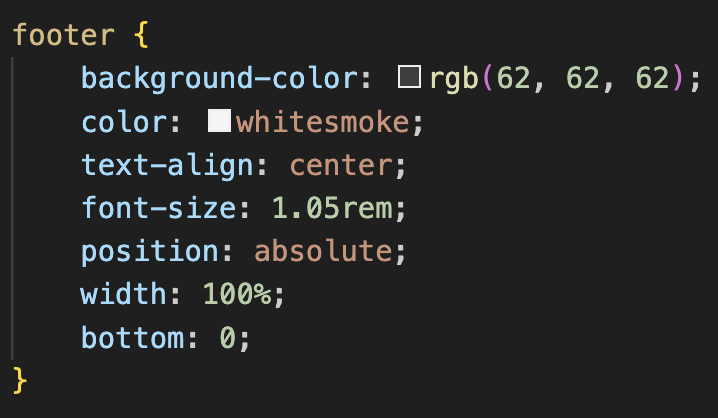 footer {
    background-color: rgb(62, 62, 62);
    color: whitesmoke;
    text-align: center;
    font-size: 1.05rem;
    position: absolute;
    width: 100%;
    bottom: 0;
}